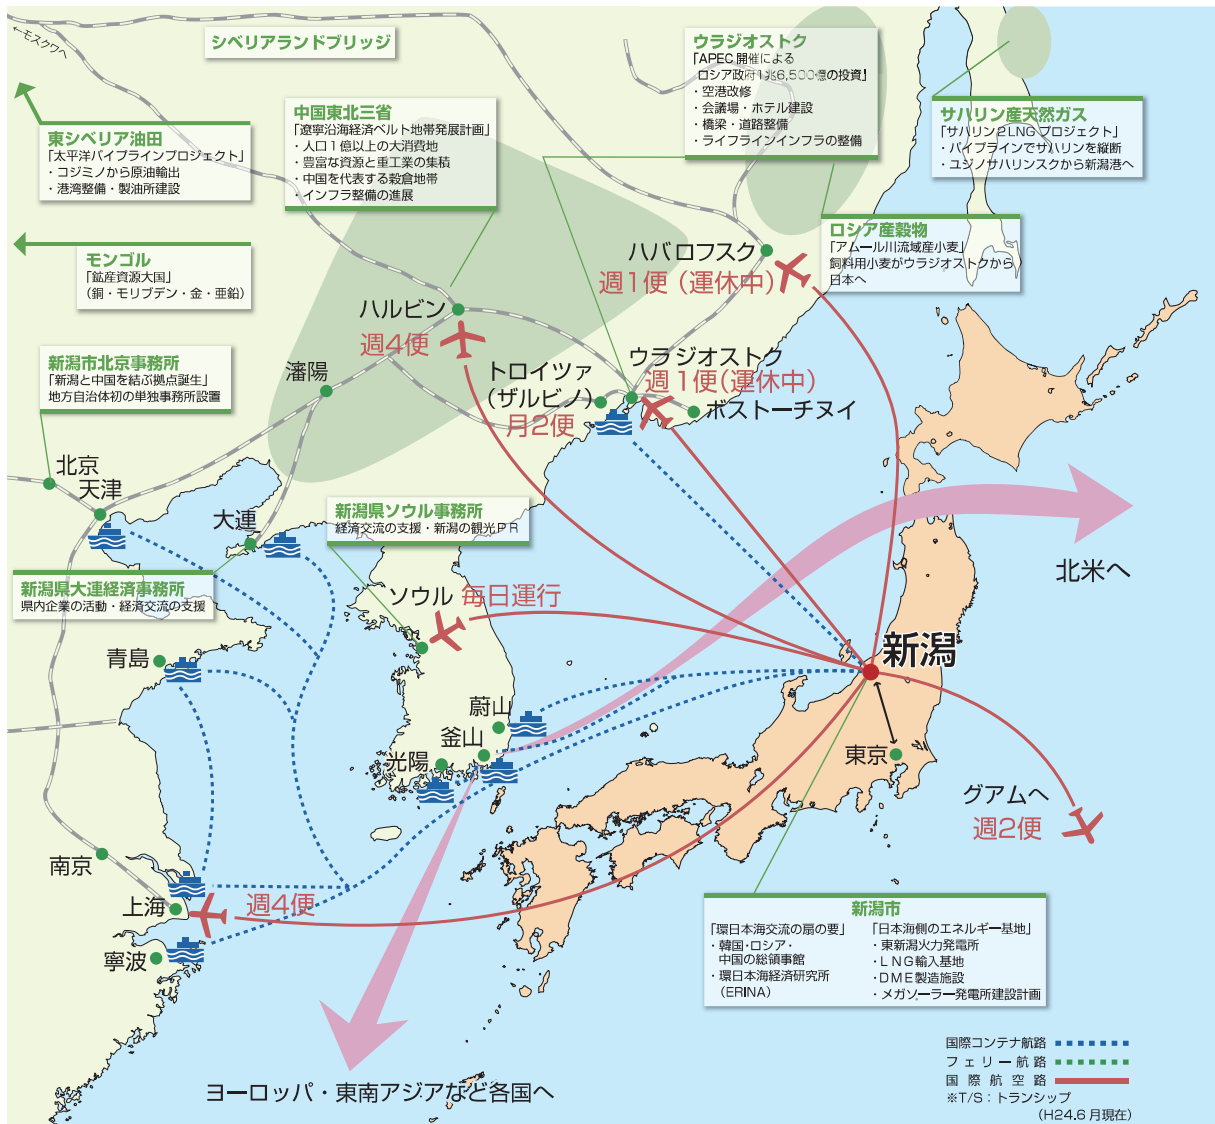 ←モスクワへ
シベリアランドブリッジ
東シベリア油田
「太平洋パイプラインプロジェクト」
・コジミノから原油輸出
・港湾整備・製油所建設
中国東北三省
「遼寧沿海経済ベルト地帯発展計画」
・人口1億以上の大消費地
・豊富な資源と重工業の集積
・中国を代表する穀倉地帯
・インフラ整備の進展
ウラジオストク
「APEC開催による
ロシア政府1兆6,500億の投資」
・空港改修
・会議場・ホテル建設
・橋梁・道路整備
・ライフラインインフラの整備
サハリン産天然ガス
「サハリン2LNGプロジェクト」
・パイプラインでサハリンを縦断
・ユジノサハリンスクから新潟港へ
モンゴル
「鉱産資源大国」
（銅・モリブデン・金・亜鉛）
ロシア産穀物
「アムール川流域産小麦」
飼料用小麦がウラジオストクから
日本へ
ハバロフスク
週1便（運休中）
ハルビン
週4便
新潟市北京事務所
「新潟と中国を結ぶ拠点誕生」
地方自治体初の単独事務所設置
瀋陽
トロイツァ
（ザルビノ）
月2便
ウラジオストク
週1便（運休中）
ボストーチヌイ
北京
天津
大連
新潟県ソウル事務所
経済交流の支援・新潟の観光PR
新潟県大連経済事務所
県内企業の活動・経済交流の支援
ソウル
毎日運行
北米へ
青島
新潟
蔚山
釜山
光陽
東京
グアムへ
週2便
南京
上海
週4便
寧波
新潟市
「環日本海交流の扇の要」
・韓国・ロシア・
中国の総領事館
・環日本海経済研究所
（ERINA）
「日本海側のエネルギー基地」
・東新潟火力発電所
・LNG輸入基地
・DME製造施設
・メガソーラー発電所建設計画
ヨーロッパ・東南アジアなど各国へ
国際コンテナ航路
フェリー航路
国際航空路
※T/S：トランシップ
（H24.6月現在）